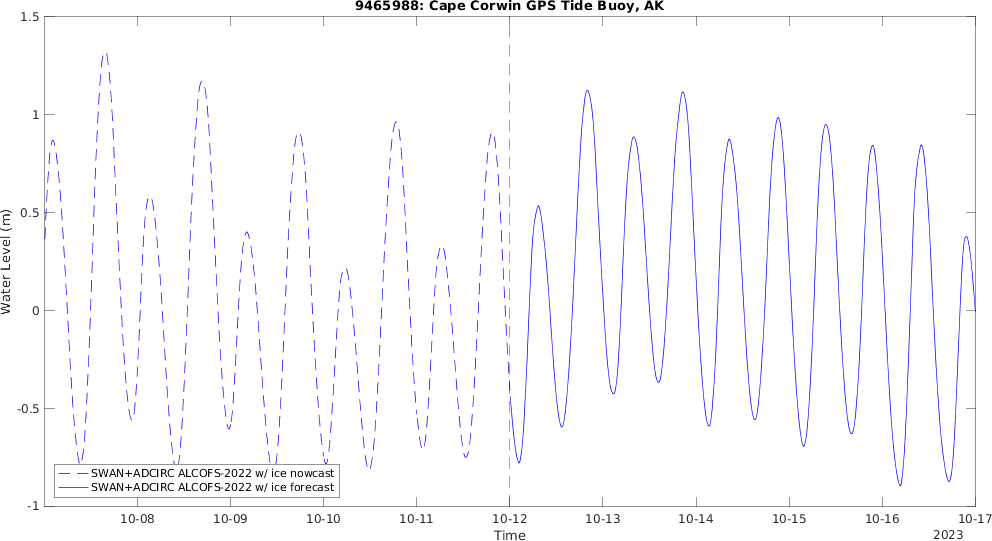 9465988: Cape Corwin GPS Tide Buoy, AK
Water Level (m)
1.5
1
0.5
0
-0.5
-1
SWAN+ADCIRC ALCOFS-2022 w/ ice nowcast
SWAN+ADCIRC ALCOFS-2022 w/ ice forecast
10-08 10-09 10-10 10-11 10-12 10-13 10-14 10-15 10-16 10-17
Time
2023